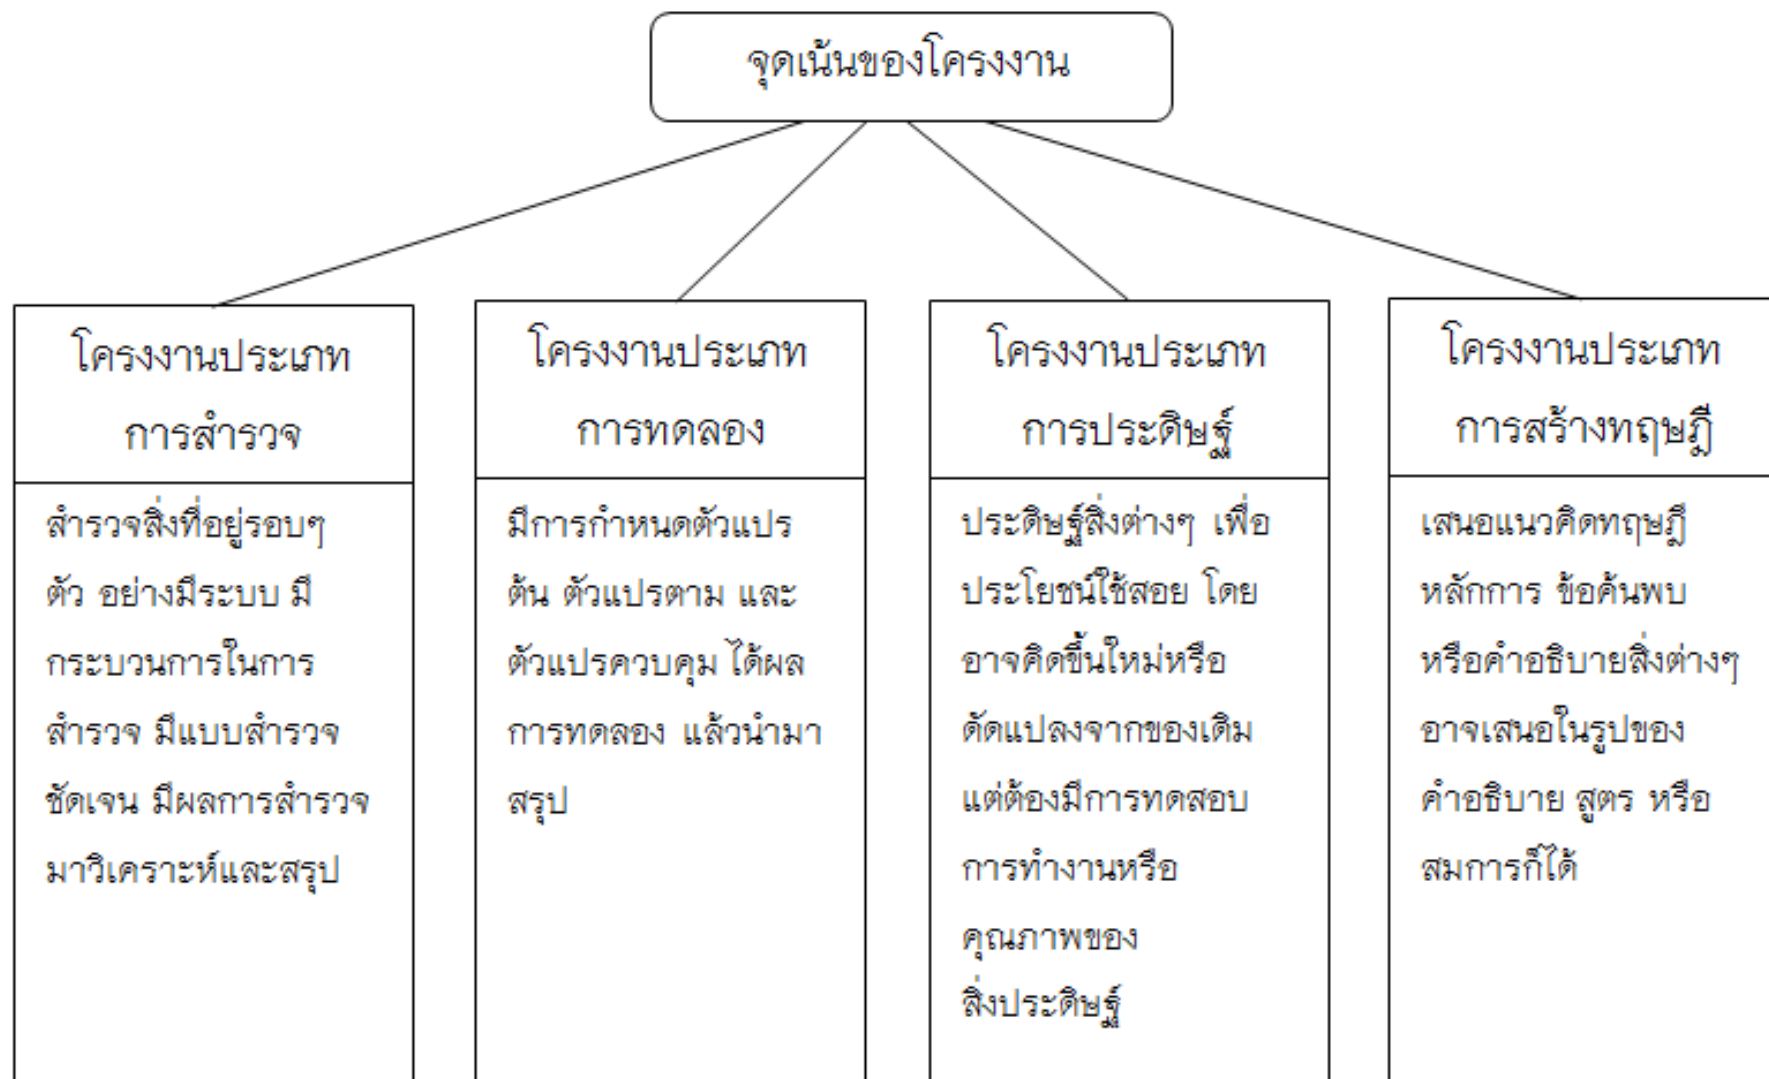 จุดเน้นของโครงงาน
โครงงานประเภท
การสำรวจ
สำรวจสิ่งที่อยู่รอบๆ
ตัว อย่างมีระบบ มี
กระบวนการในการ
สำรวจ มีแบบสำรวจ
ชัดเจน มีผลการสำรวจ
มาวิเคราะห์และสรุป
โครงงานประเภท
การทดลอง
มีการกำหนดตัวแปร
ต้น ตัวแปรตาม และ
ตัวแปรควบคุม ได้ผล
การทดลอง แล้วนำมา
สรุป
โครงงานประเภท
การประดิษฐ์
ประดิษฐ์สิ่งต่างๆ เพื่อ
ประโยชน์ใช้สอย โดย
อาจคิดขึ้นใหม่หรือ
ดัดแปลงจากของเดิม
แต่ต้องมีการทดสอบ
การทำงานหรือ
คุณภาพของ
สิ่งประดิษฐ์
โครงงานประเภท
การสร้างทฤษฎี
เสนอแนวคิดทฤษฎี
หลักการ ข้อค้นพบ
หรือคำอธิบายสิ่งต่างๆ
อาจเสนอในรูปของ
คำอธิบาย สูตร หรือ
สมการก็ได้